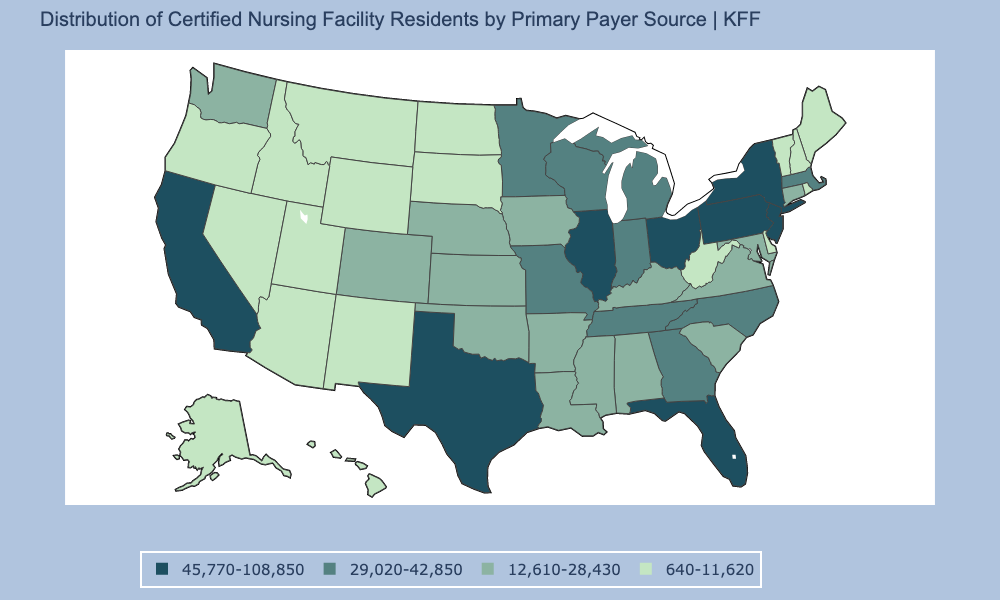 Distribution of Certified Nursing Facility Residents by Primary Payer Source | KFF
45,770-108,850 29,020-42,850 12,610-28,430 640-11,620